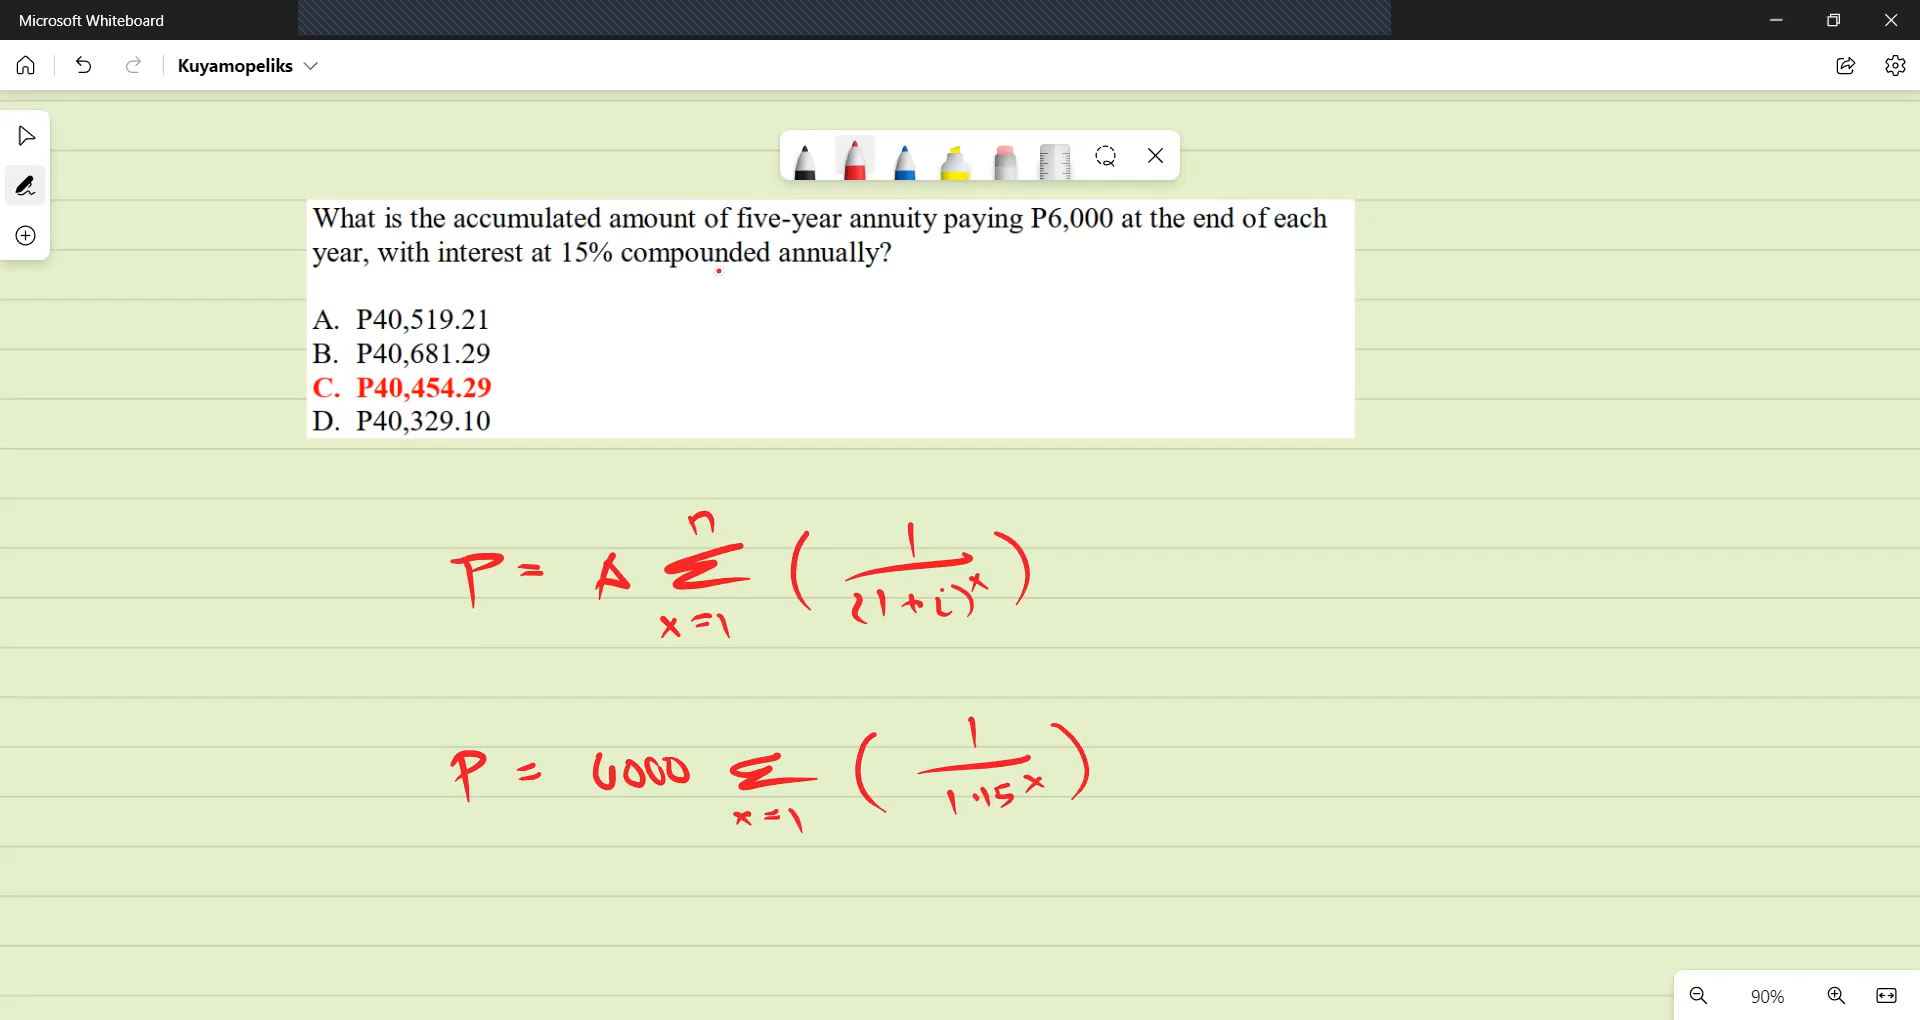 Microsoft Whiteboard
Kuyamopeliks
What is the accumulated amount of five-year annuity paying P6,000 at the end of each
year, with interest at 15% compounded annually?
A. P40,519.21
B. P40,681.29
C. P40,454.29
D. P40,329.10
n
P = A Σ ( 1 / (1 + i)^x )
x = 1
P = 6000 Σ ( 1 / 1.15^x )
x = 1
90%